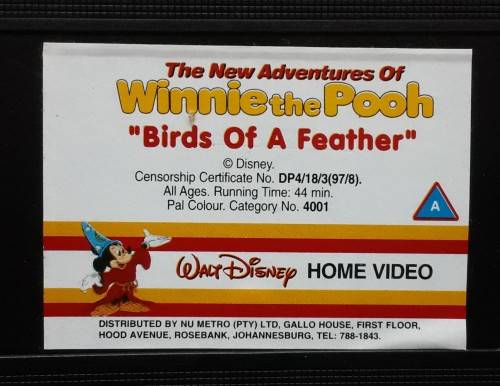 The New Adventures Of
Winnie the Pooh
"Birds Of A Feather"
© Disney.
Censorship Certificate No. DP4/18/3(97/8).
All Ages. Running Time: 44 min.
Pal Colour. Category No. 4001
A
WALT DISNEY HOME VIDEO
DISTRIBUTED BY NU METRO (PTY) LTD, GALLO HOUSE, FIRST FLOOR,
HOOD AVENUE, ROSEBANK, JOHANNESBURG, TEL: 788-1843.